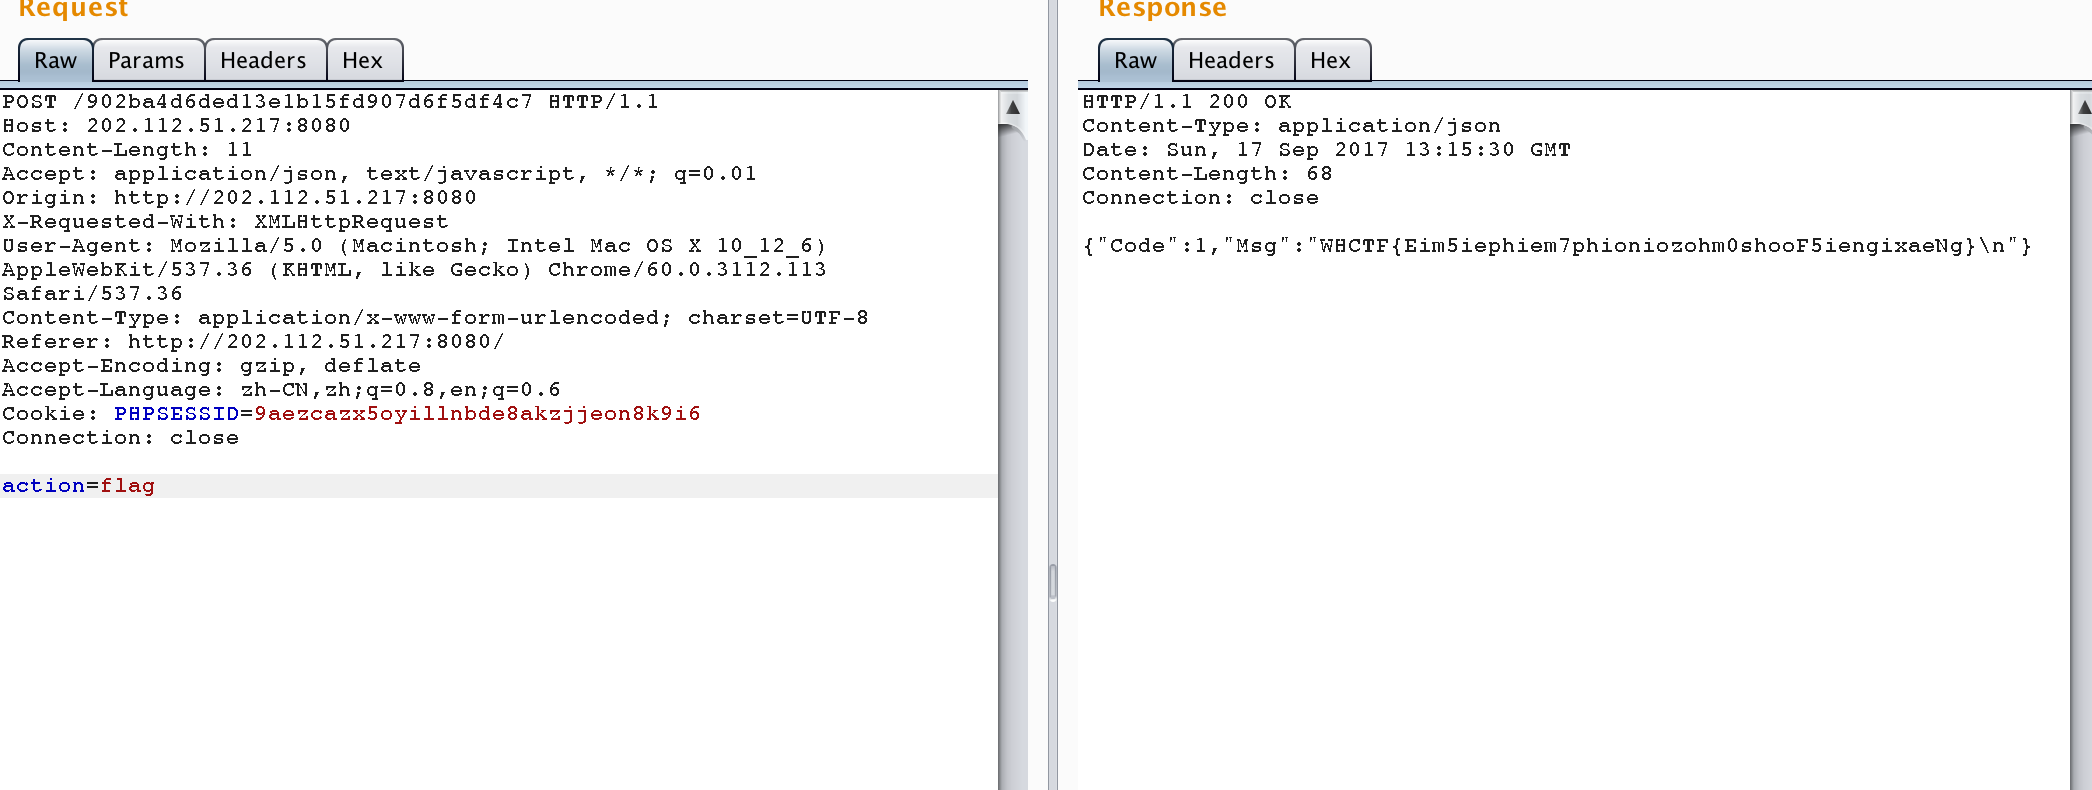 Request
Raw Params Headers Hex
POST /902ba4d6ded13e1b15fd907d6f5df4c7 HTTP/1.1
Host: 202.112.51.217:8080
Content-Length: 11
Accept: application/json, text/javascript, */*; q=0.01
Origin: http://202.112.51.217:8080
X-Requested-With: XMLHttpRequest
User-Agent: Mozilla/5.0 (Macintosh; Intel Mac OS X 10_12_6)
AppleWebKit/537.36 (KHTML, like Gecko) Chrome/60.0.3112.113
Safari/537.36
Content-Type: application/x-www-form-urlencoded; charset=UTF-8
Referer: http://202.112.51.217:8080/
Accept-Encoding: gzip, deflate
Accept-Language: zh-CN,zh;q=0.8,en;q=0.6
Cookie: PHPSESSID=9aezcazx5oyillnbde8akzjjeon8k9i6
Connection: close
action=flag
Response
Raw Headers Hex
HTTP/1.1 200 OK
Content-Type: application/json
Date: Sun, 17 Sep 2017 13:15:30 GMT
Content-Length: 68
Connection: close
{"Code":1,"Msg":"WHCTF{Eim5iephiem7phioniozohm0shooF5iengixaeNg}\n"}